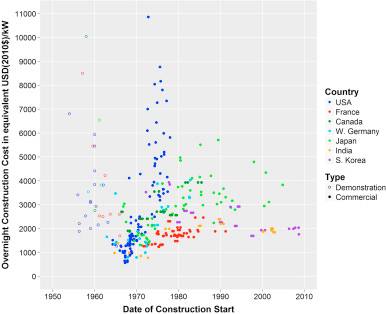 Overnight Construction Cost in equivalent USD(2010$)/kW
11000
10000
9000
8000
7000
6000
5000
4000
3000
2000
1000
0
1950 1960 1970 1980 1990 2000 2010
Date of Construction Start
Country
USA
France
Canada
W. Germany
Japan
India
S. Korea
Type
Demonstration
Commercial